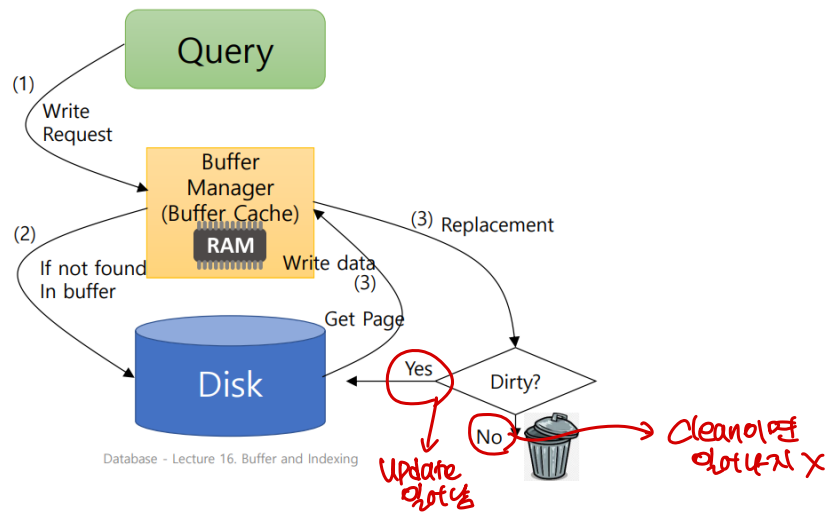 Query
(1)
Write
Request
Buffer
Manager
(Buffer Cache)
RAM
(2)
If not found
In buffer
Write data
(3)
Get Page
(3) Replacement
Disk
Yes
Dirty?
No
Clean이면
일어나지 X
update
일어남
Database - Lecture 16. Buffer and Indexing